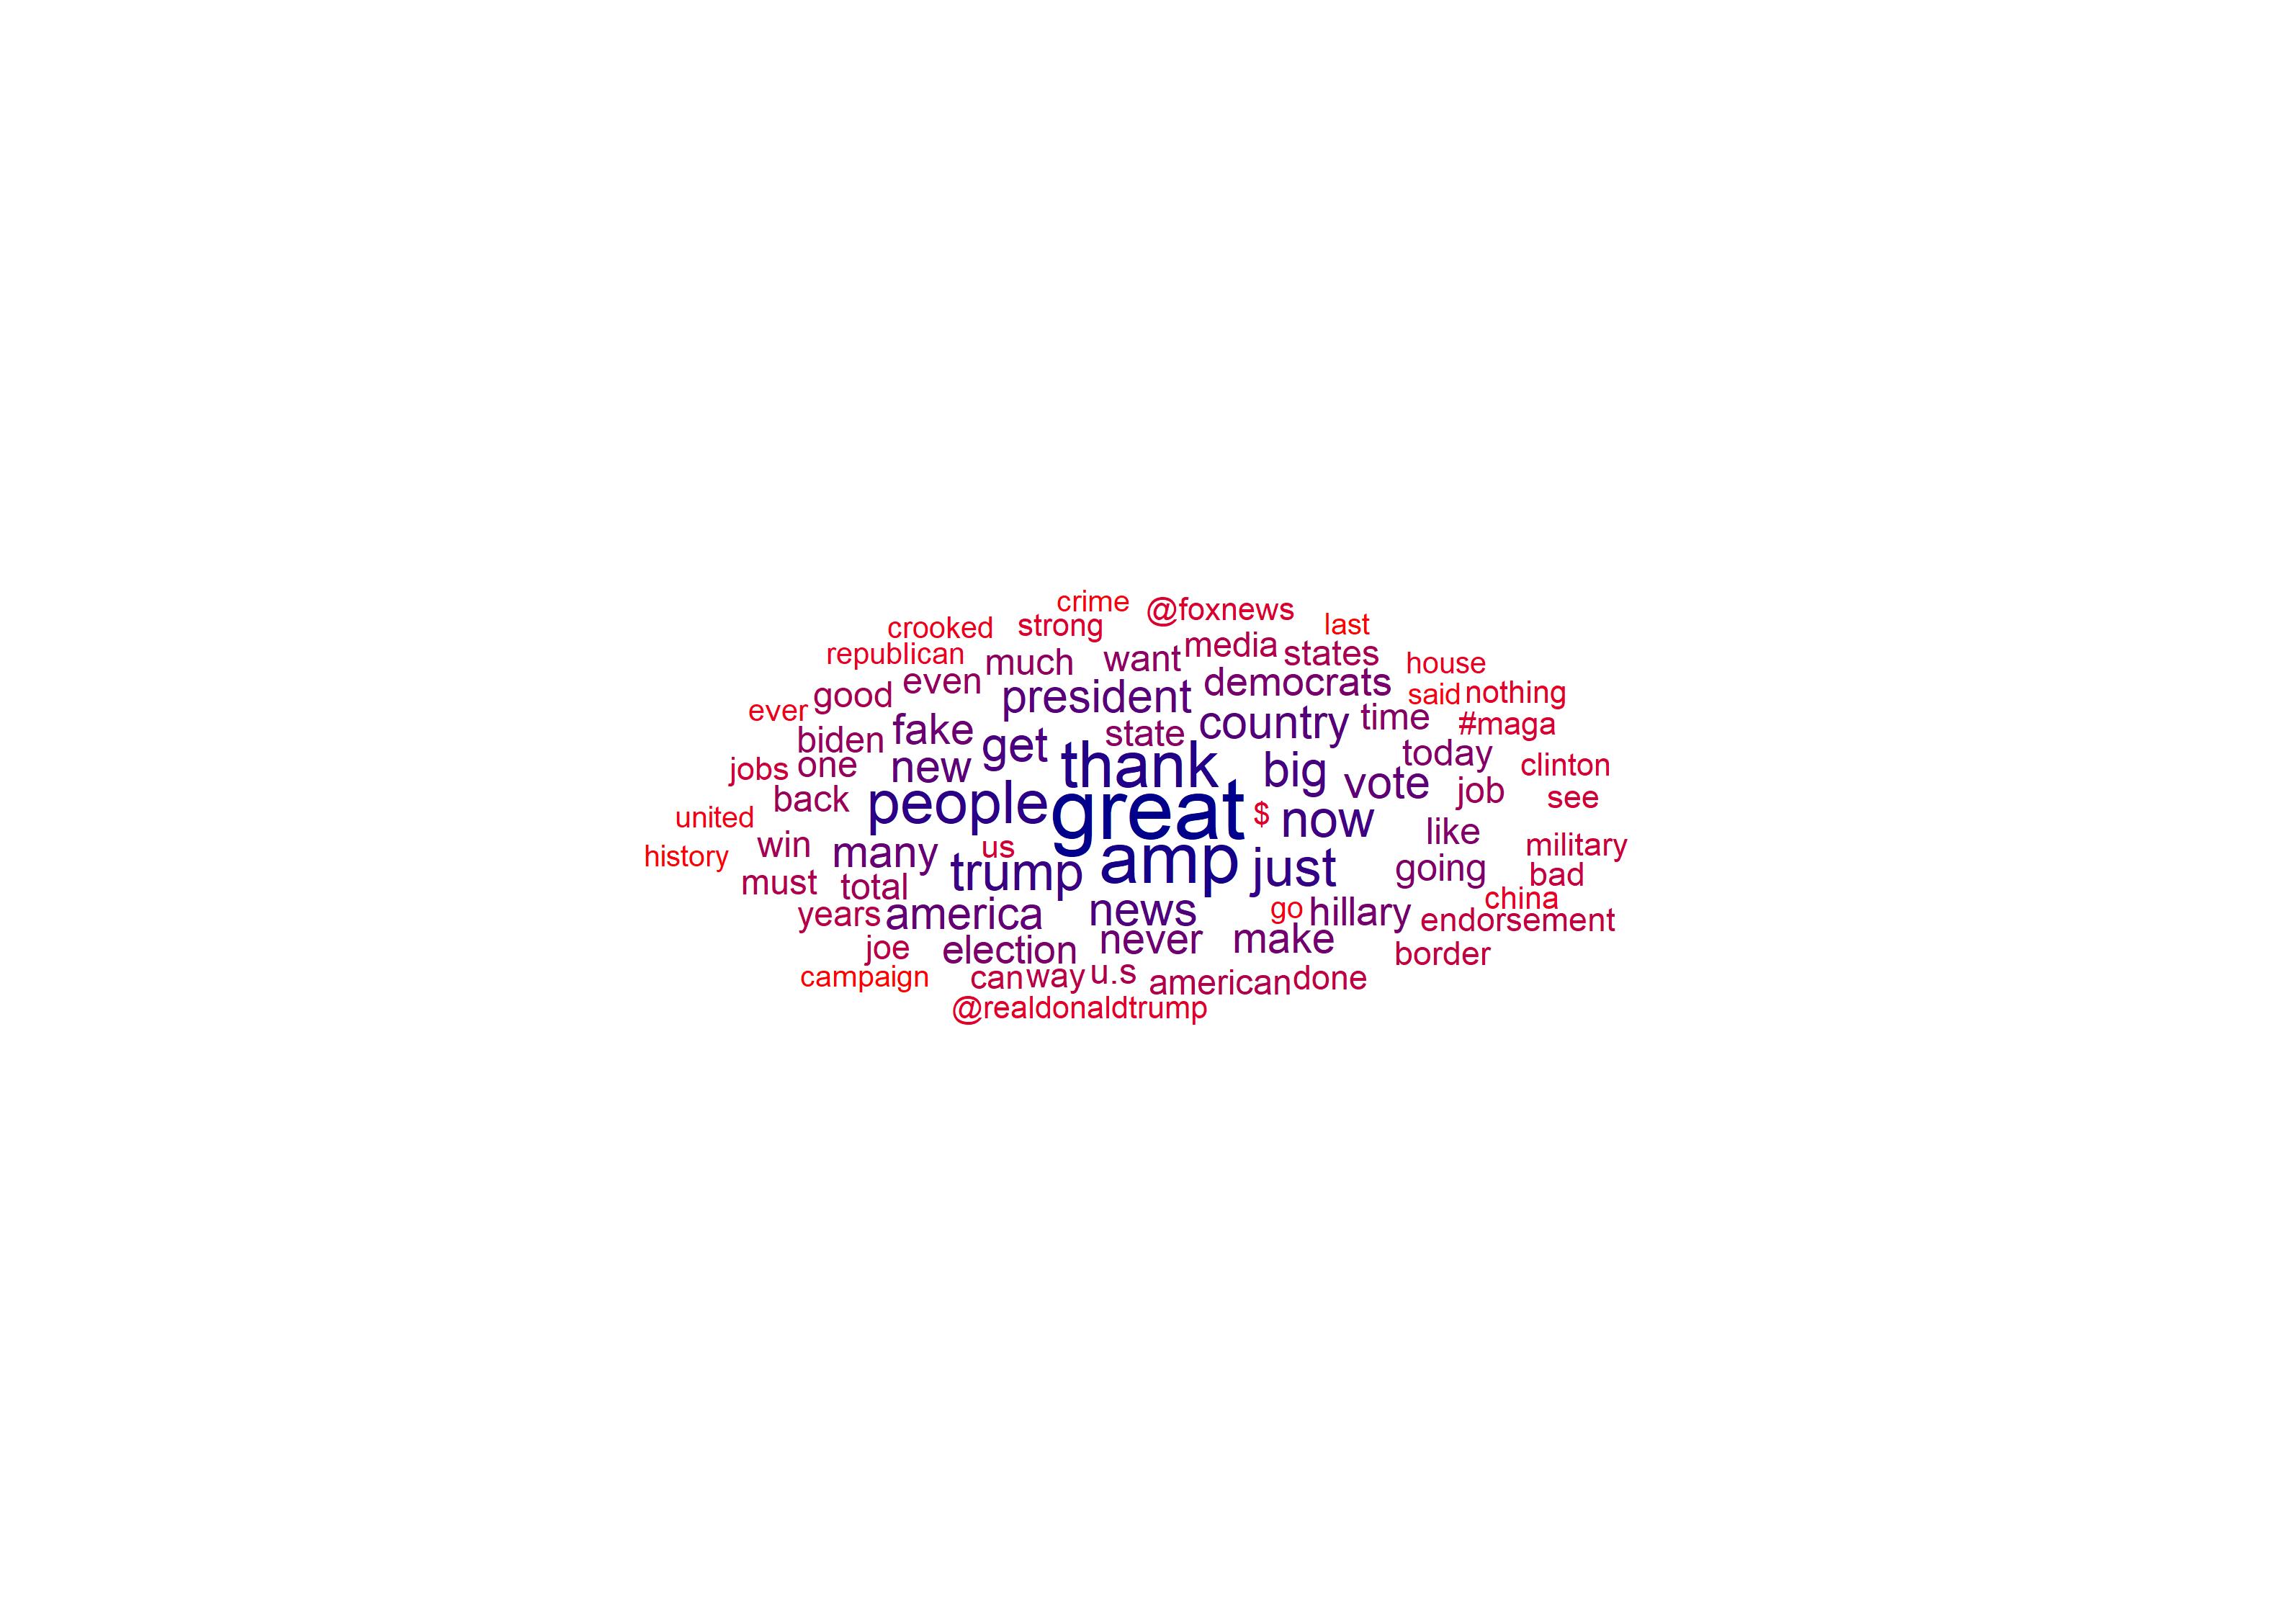 crime @foxnews
crooked strong last
republican much want media states house
good even president democrats said nothing
ever fake get state country time #maga
biden thank today
jobs one new big vote job clinton
back people great $ now see
united like
history win many us amp just going military
must total trump bad
years america news go hillary china
endorsement
joe election never make border
campaign can way u.s american done
@realdonaldtrump